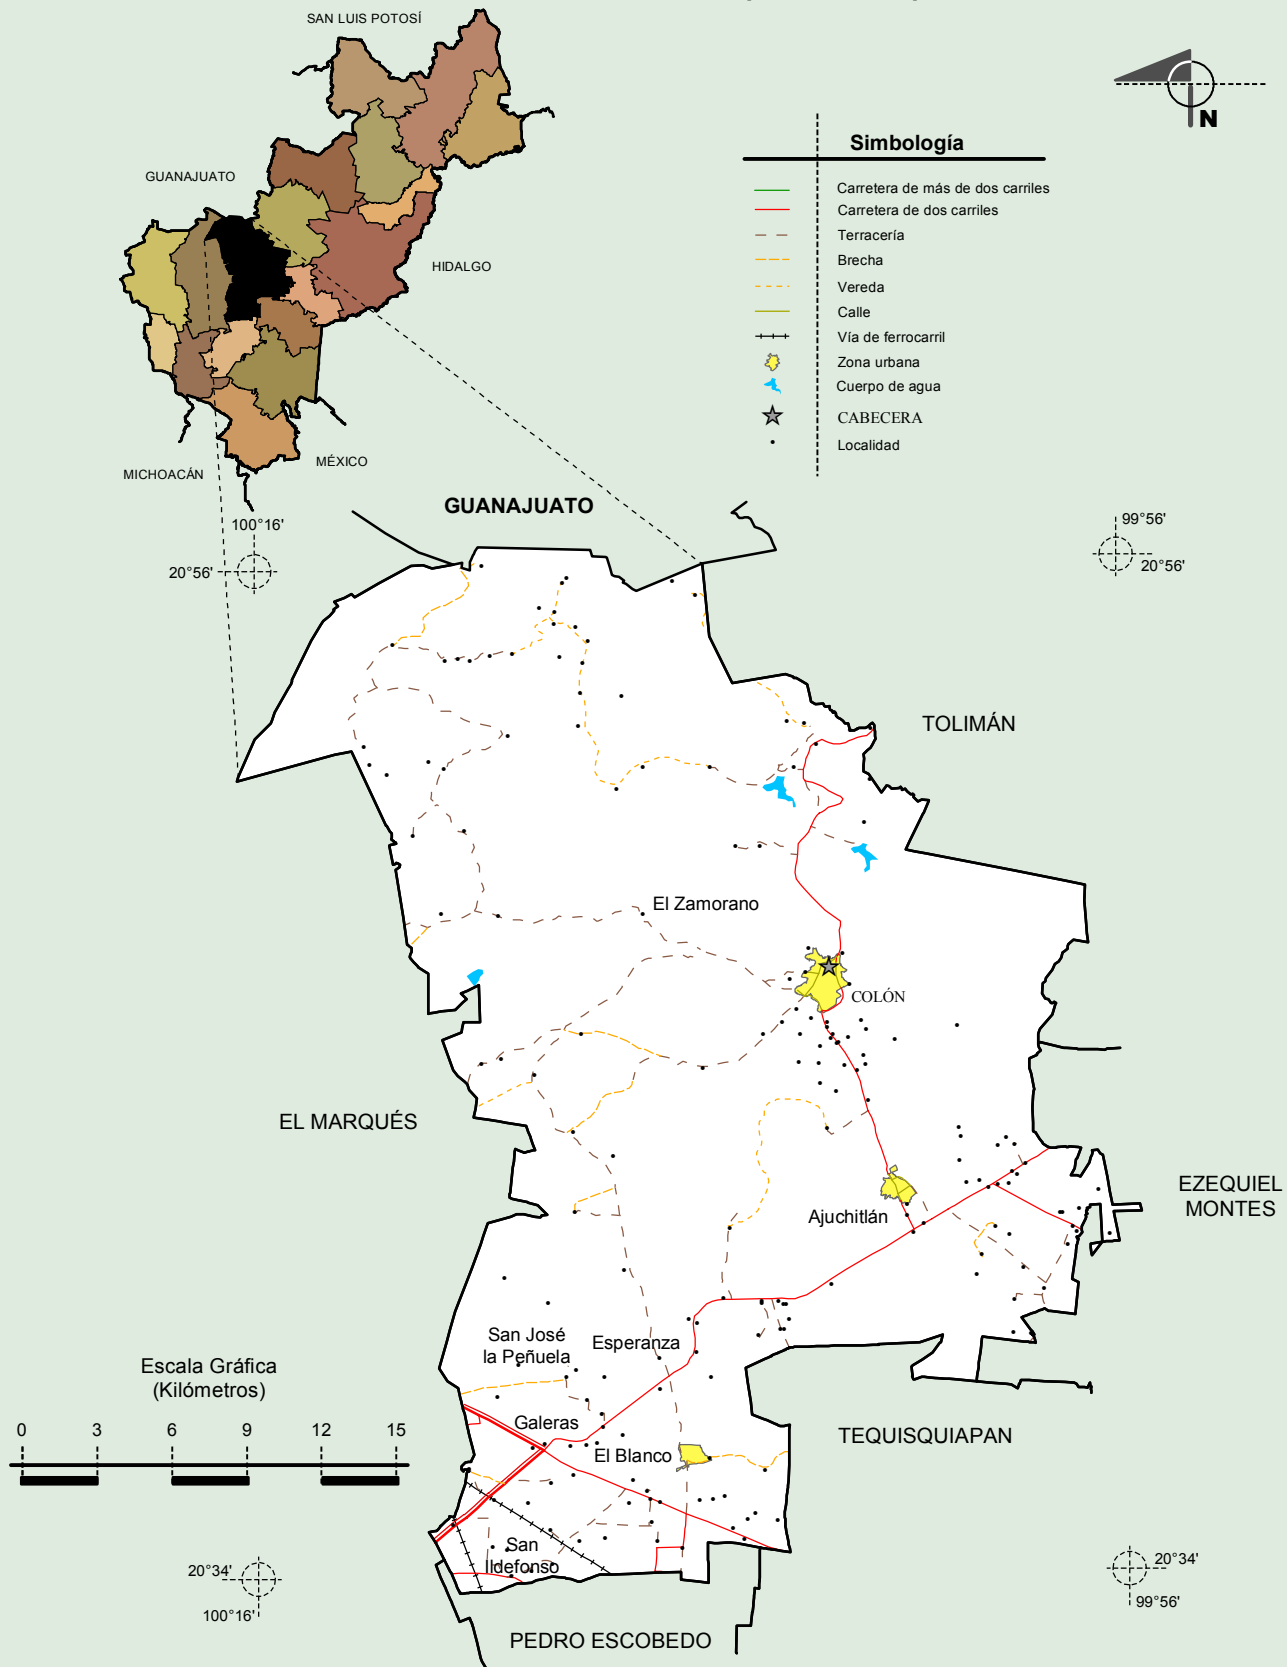 SAN LUIS POTOSÍ
GUANAJUATO
HIDALGO
MICHOACÁN
MÉXICO
N
Simbología
Carretera de más de dos carriles
Carretera de dos carriles
Terracería
Brecha
Vereda
Calle
Vía de ferrocarril
Zona urbana
Cuerpo de agua
CABECERA
Localidad
GUANAJUATO
100°16'
20°56'
99°56'
20°56'
TOLIMÁN
El Zamorano
COLÓN
EL MARQUÉS
EZEQUIEL
MONTES
Ajuchitlán
San José
la Peñuela
Esperanza
Escala Gráfica
(Kilómetros)
0 3 6 9 12 15
Galeras
El Blanco
TEQUISQUIAPAN
San
Ildefonso
20°34'
100°16'
20°34'
99°56'
PEDRO ESCOBEDO